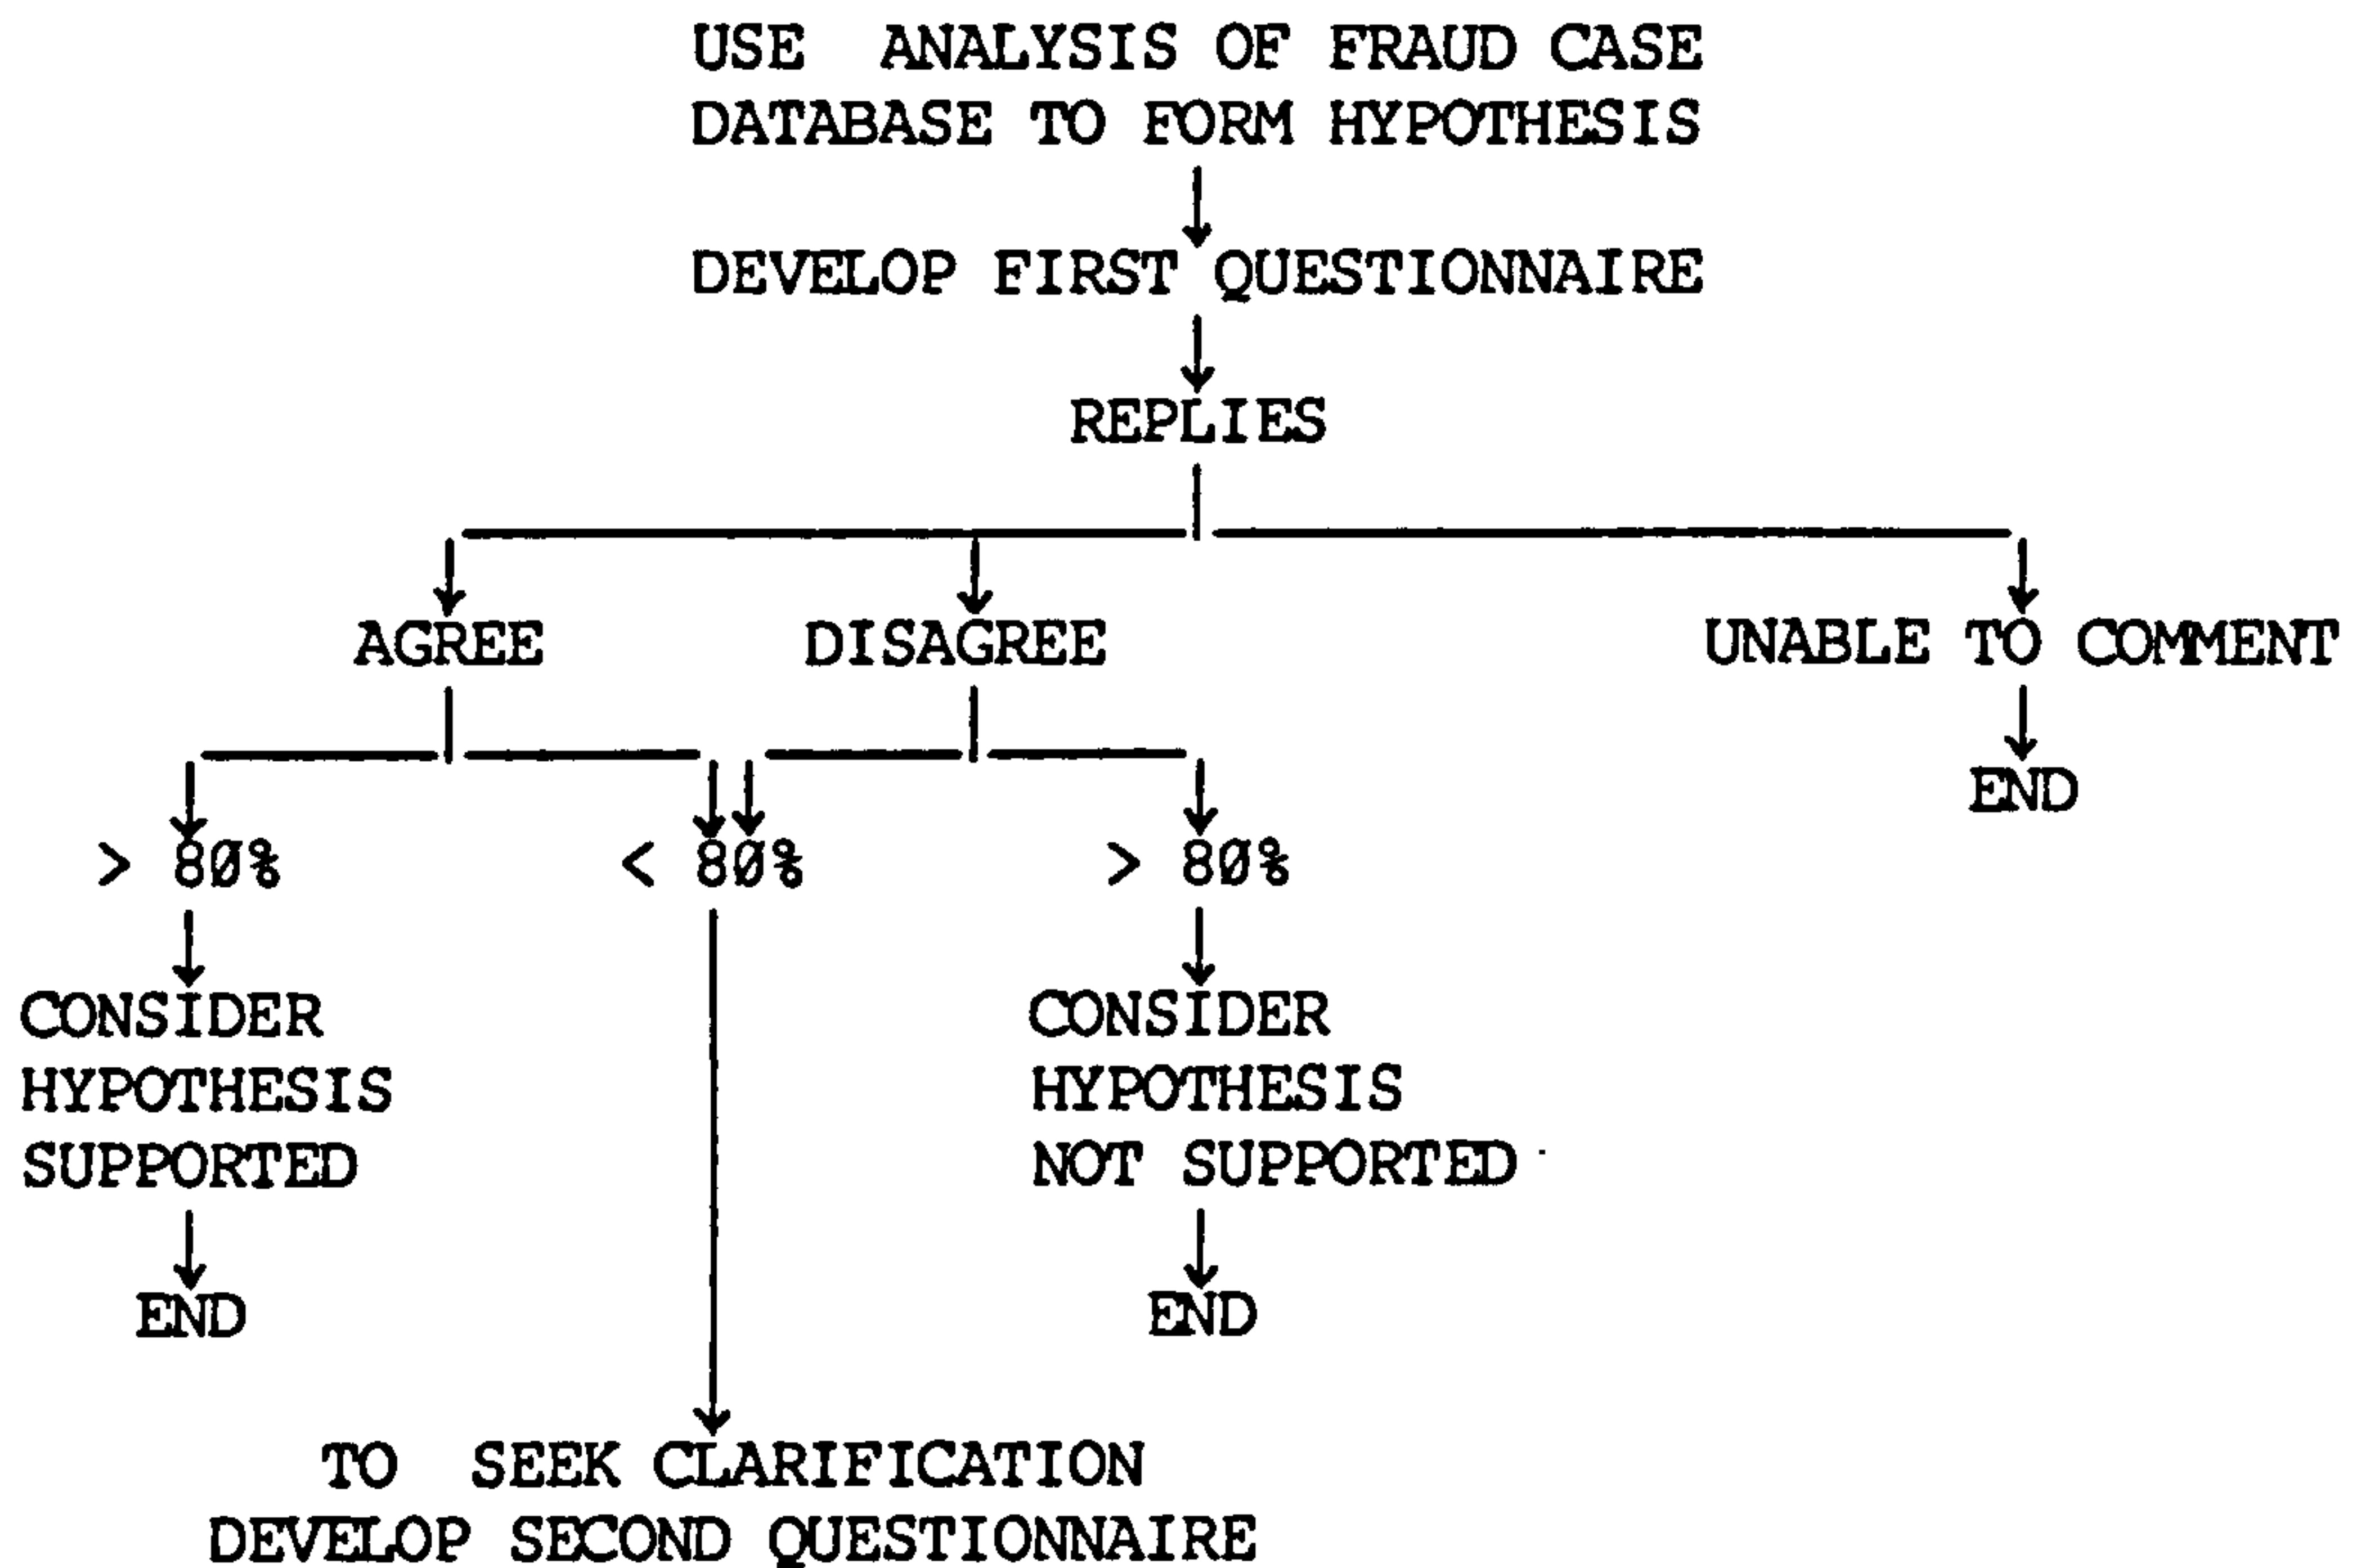 USE ANALYSIS OF FRAUD CASE
DATABASE TO FORM HYPOTHESIS
DEVELOP FIRST QUESTIONNAIRE
REPLIES
AGREE DISAGREE UNABLE TO COMMENT
END
> 80% < 80% > 80%
CONSIDER CONSIDER
HYPOTHESIS HYPOTHESIS
SUPPORTED NOT SUPPORTED
END END
TO SEEK CLARIFICATION
DEVELOP SECOND QUESTIONNAIRE